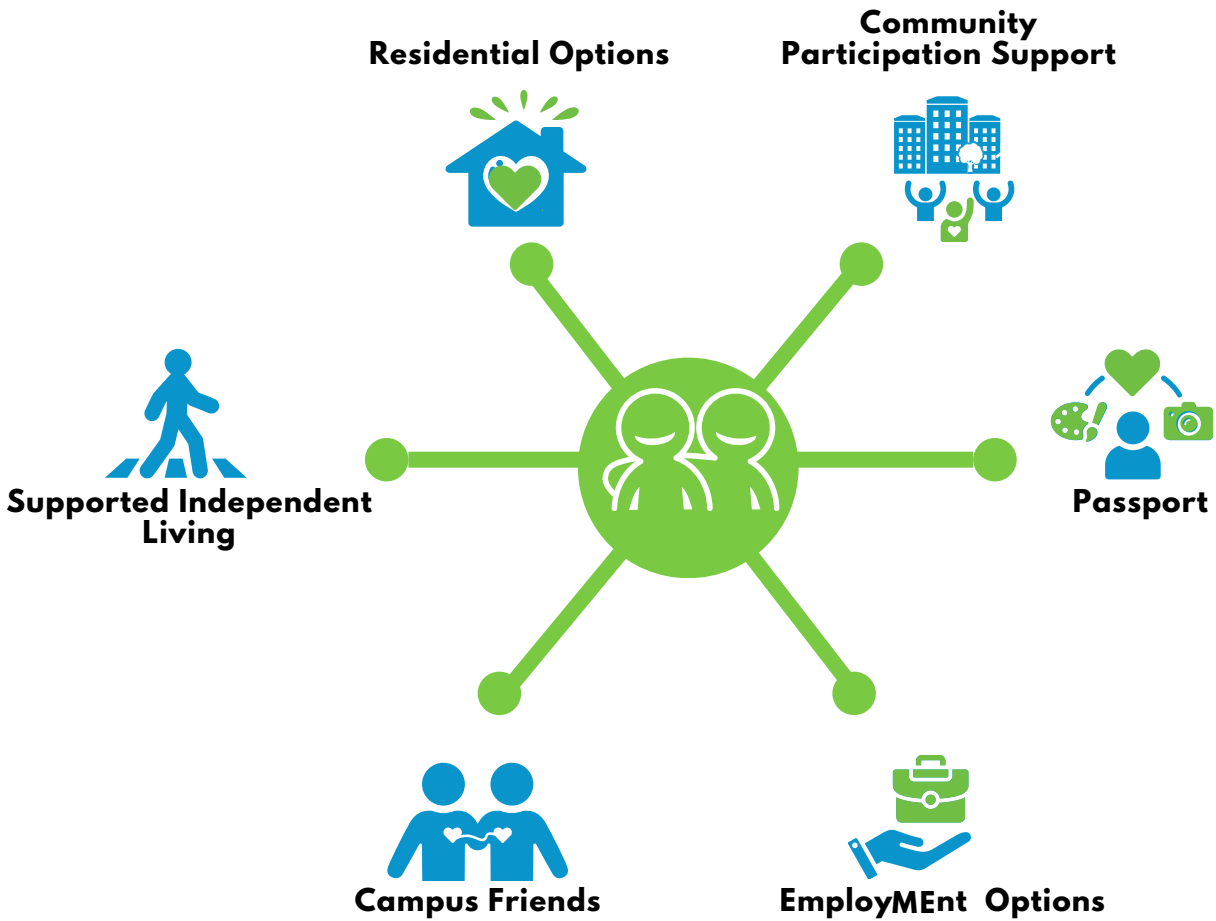 Residential Options
Community
Participation Support
Supported Independent
Living
Passport
Campus Friends
EmployMEnt Options